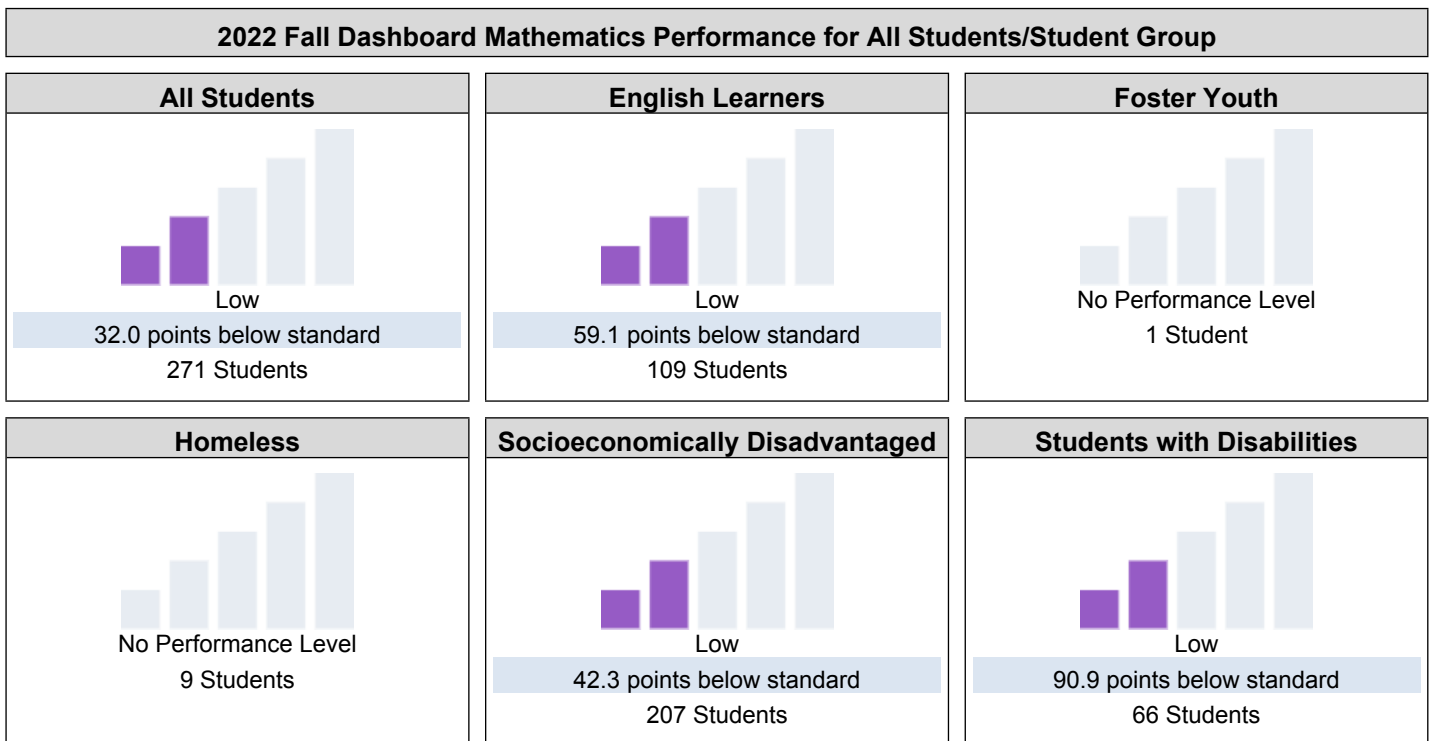 2022 Fall Dashboard Mathematics Performance for All Students/Student Group
All Students
Low
32.0 points below standard
271 Students
English Learners
Low
59.1 points below standard
109 Students
Foster Youth
No Performance Level
1 Student
Homeless
No Performance Level
9 Students
Socioeconomically Disadvantaged
Low
42.3 points below standard
207 Students
Students with Disabilities
Low
90.9 points below standard
66 Students